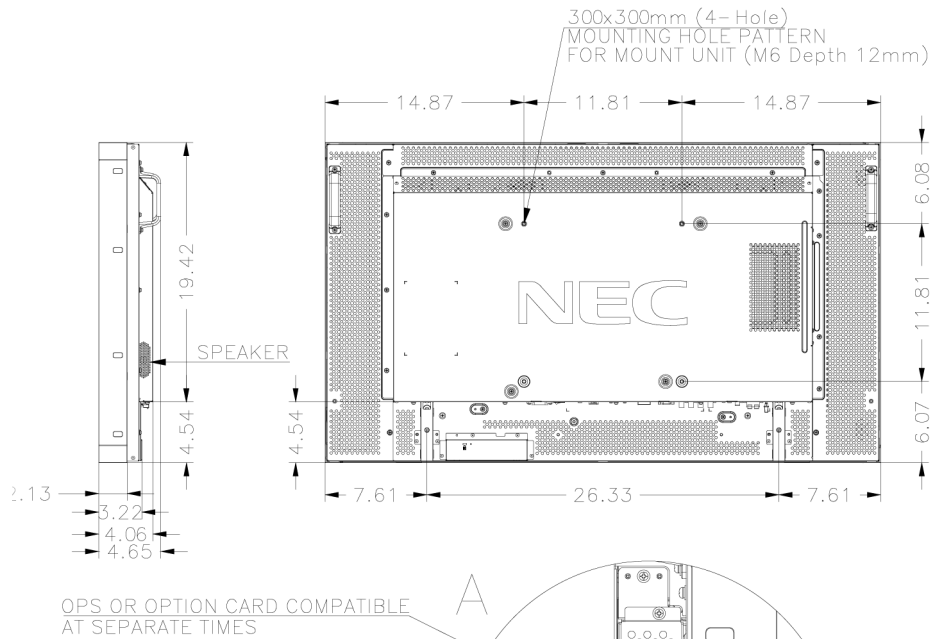 300x300mm (4-Hole)
MOUNTING HOLE PATTERN
FOR MOUNT UNIT (M6 Depth 12mm)
14.87
11.81
14.87
6.08
19.42
11.81
NEC
SPEAKER
4.54
4.54
6.07
2.13
3.22
4.06
4.65
7.61
26.33
7.61
OPS OR OPTION CARD COMPATIBLE
AT SEPARATE TIMES
A